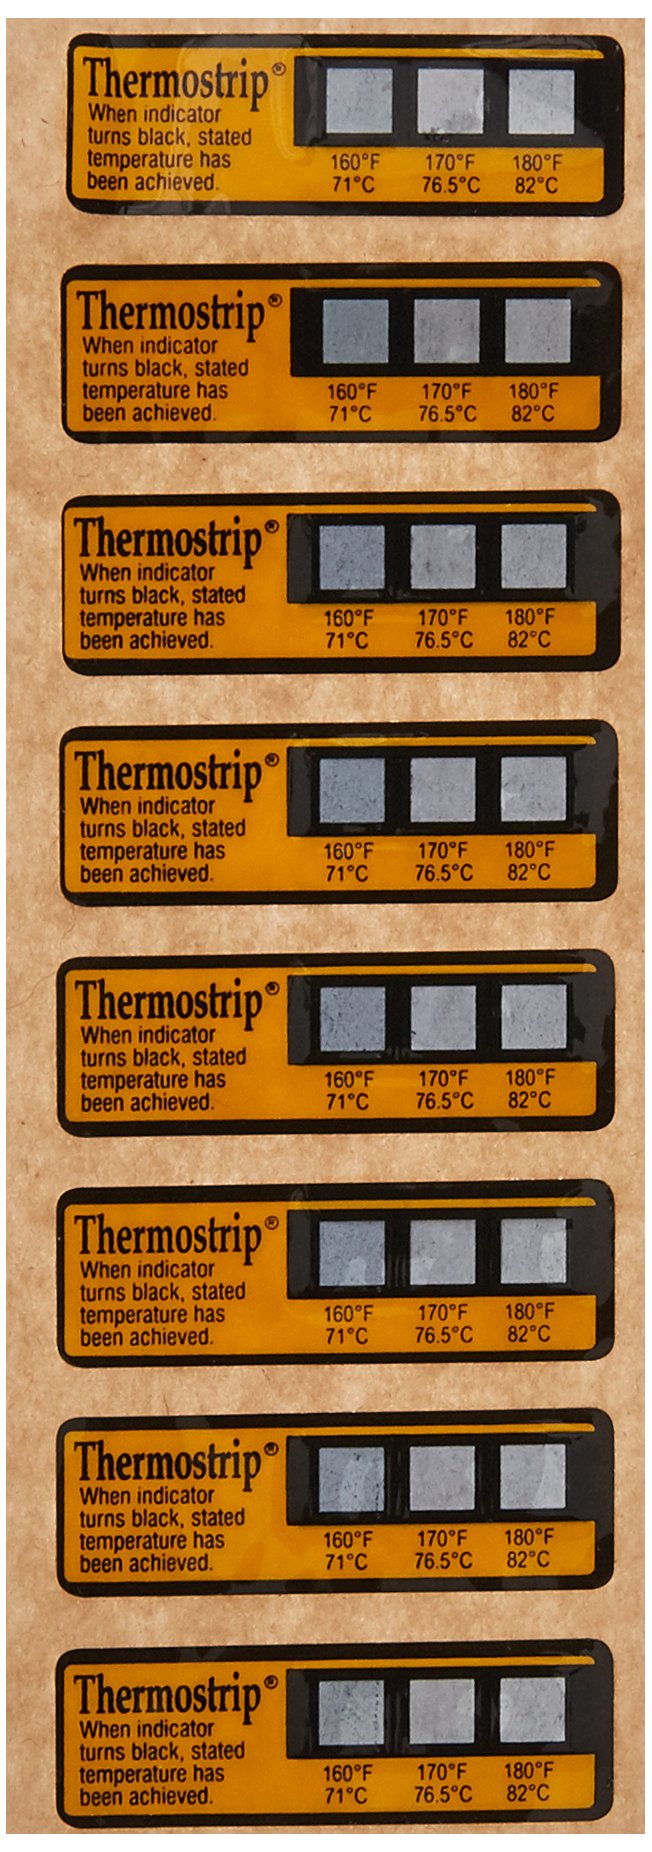 Thermostrip®
When indicator
turns black, stated
temperature has
been achieved.
160°F 170°F 180°F
71°C 76.5°C 82°C
Thermostrip®
When indicator
turns black, stated
temperature has
been achieved.
160°F 170°F 180°F
71°C 76.5°C 82°C
Thermostrip®
When indicator
turns black, stated
temperature has
been achieved.
160°F 170°F 180°F
71°C 76.5°C 82°C
Thermostrip®
When indicator
turns black, stated
temperature has
been achieved.
160°F 170°F 180°F
71°C 76.5°C 82°C
Thermostrip®
When indicator
turns black, stated
temperature has
been achieved.
160°F 170°F 180°F
71°C 76.5°C 82°C
Thermostrip®
When indicator
turns black, stated
temperature has
been achieved.
160°F 170°F 180°F
71°C 76.5°C 82°C
Thermostrip®
When indicator
turns black, stated
temperature has
been achieved.
160°F 170°F 180°F
71°C 76.5°C 82°C
Thermostrip®
When indicator
turns black, stated
temperature has
been achieved.
160°F 170°F 180°F
71°C 76.5°C 82°C